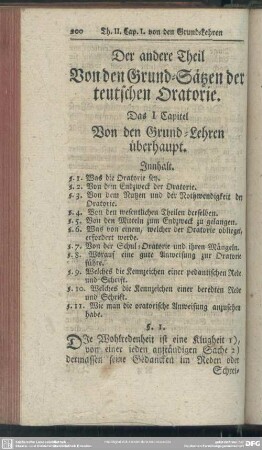 200 Th. II. Cap. I. von den Grundlehren
Der andere Theil
Von den Grund-Sätzen der
teutschen Oratorie.
Das I Capitel
Von den Grund-Lehren
überhaupt.
Innhalt.
§. 1. Was die Oratorie sey.
§. 2. Von dem Endzweck der Oratorie.
§. 3. Von dem Nutzen und der Nothwendigkeit der
Oratorie.
§. 4. Von den wesentlichen Theilen derselben.
§. 5. Von den Mitteln zum Endzweck zu gelangen.
§. 6. Was von einem, welcher der Oratorie oblieget,
erfordert werde.
§. 7. Von der Schul-Oratorie und ihren Mängeln.
§. 8. Worauf eine gute Anweisung zur Oratorie
führe.
§. 9. Welches die Kennzeichen einer pedantischen Rede
und Schrift.
§. 10. Welches die Kennzeichen einer beredten Rede
und Schrift.
§. 11. Wie man die oratorische Anweisung anzusehen
habe.
§. 1.
DIe Wohlredenheit ist eine Klugheit 1),
von einer ieden anständigen Sache 2)
dermassen seine Gedancken im Reden oder
Schrei-